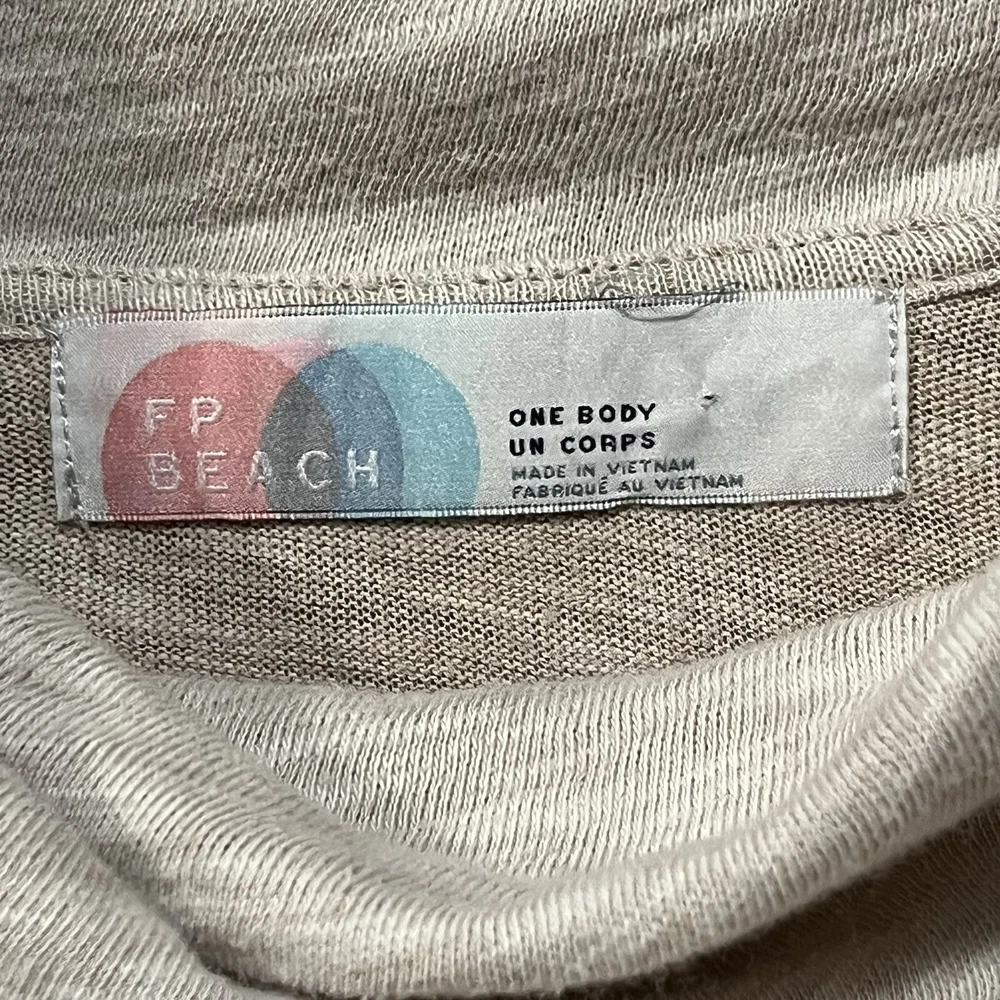 FP
BEACH
ONE BODY
UN CORPS
MADE IN VIETNAM
FABRIQUÉ AU VIETNAM